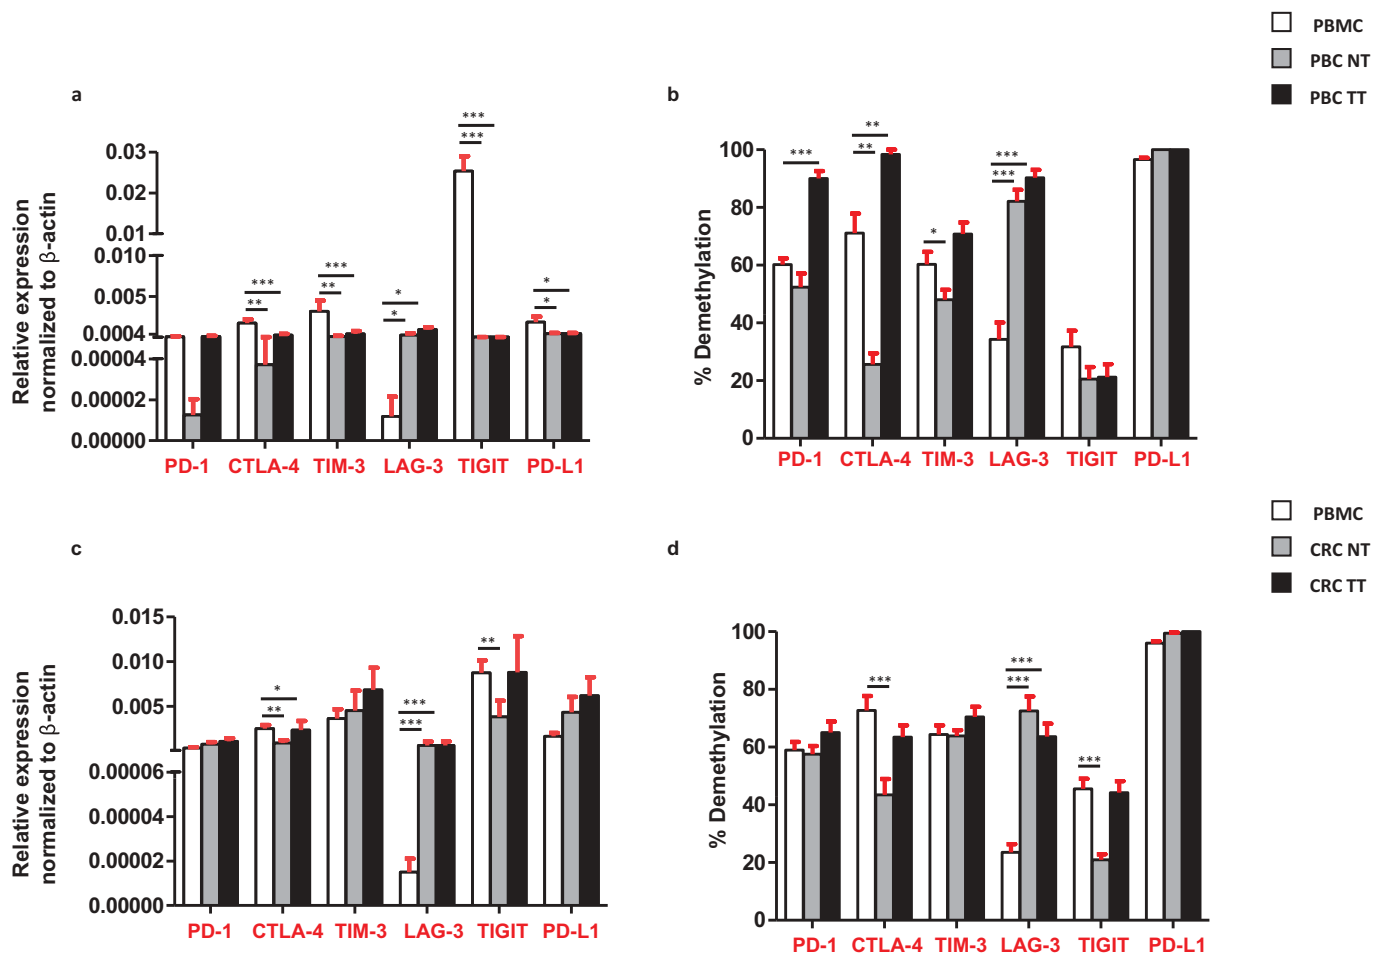 PBMC
PBC NT
PBC TT
a
Relative expression
normalized to β-actin
0.03
0.02
0.01
0.010
0.005
0.0004
0.00004
0.00002
0.00000
*** ** *** ** * * *** *** * *
PD-1 CTLA-4 TIM-3 LAG-3 TIGIT PD-L1
b
% Demethylation
100
80
60
40
20
0
*** ** ** * *** ***
PD-1 CTLA-4 TIM-3 LAG-3 TIGIT PD-L1
PBMC
CRC NT
CRC TT
c
Relative expression
normalized to β-actin
0.015
0.010
0.005
0.00006
0.00004
0.00002
0.00000
* ** *** *** **
PD-1 CTLA-4 TIM-3 LAG-3 TIGIT PD-L1
d
% Demethylation
100
80
60
40
20
0
*** *** *** ***
PD-1 CTLA-4 TIM-3 LAG-3 TIGIT PD-L1